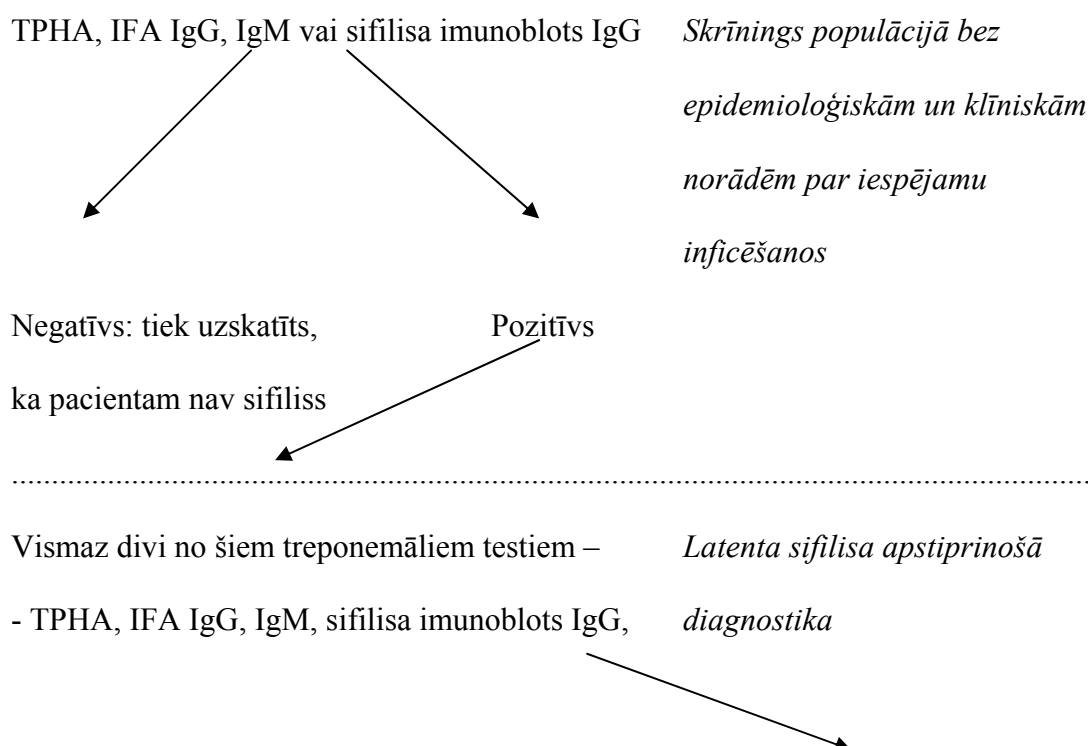 TPHA, IFA IgG, IgM vai sifilisa imunoblots IgG
Skrīnings populācijā bez
epidemioloģiskām un klīniskām
norādēm par iespējamu
inficēšanos
Negatīvs: tiek uzskatīts,
Pozitīvs
ka pacientam nav sifiliss
................................................................................................................
Vismaz divi no šiem treponemāliem testiem –
Latenta sifilisa apstiprinošā
- TPHA, IFA IgG, IgM, sifilisa imunoblots IgG,
diagnostika